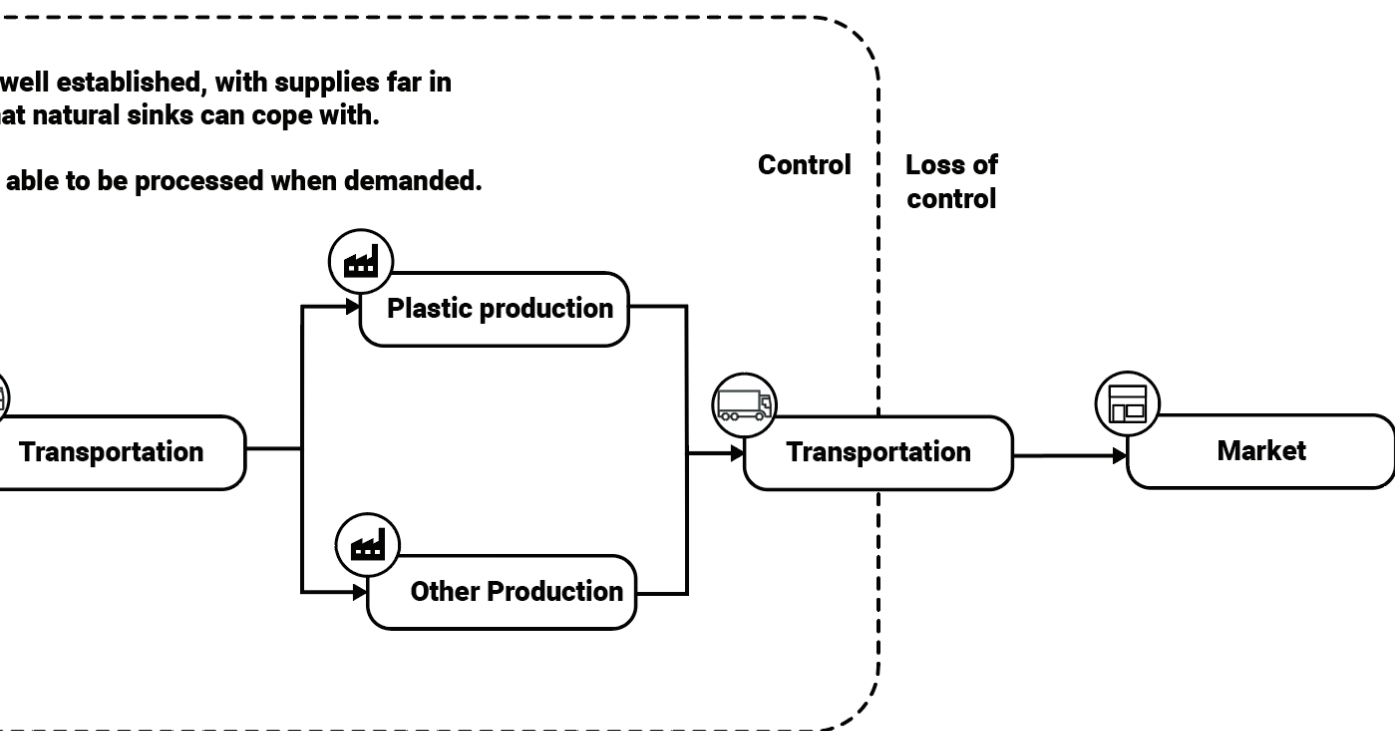 well established, with supplies far in
at natural sinks can cope with.
able to be processed when demanded.
Control
Loss of
control
Plastic production
Transportation
Transportation
Market
Other Production